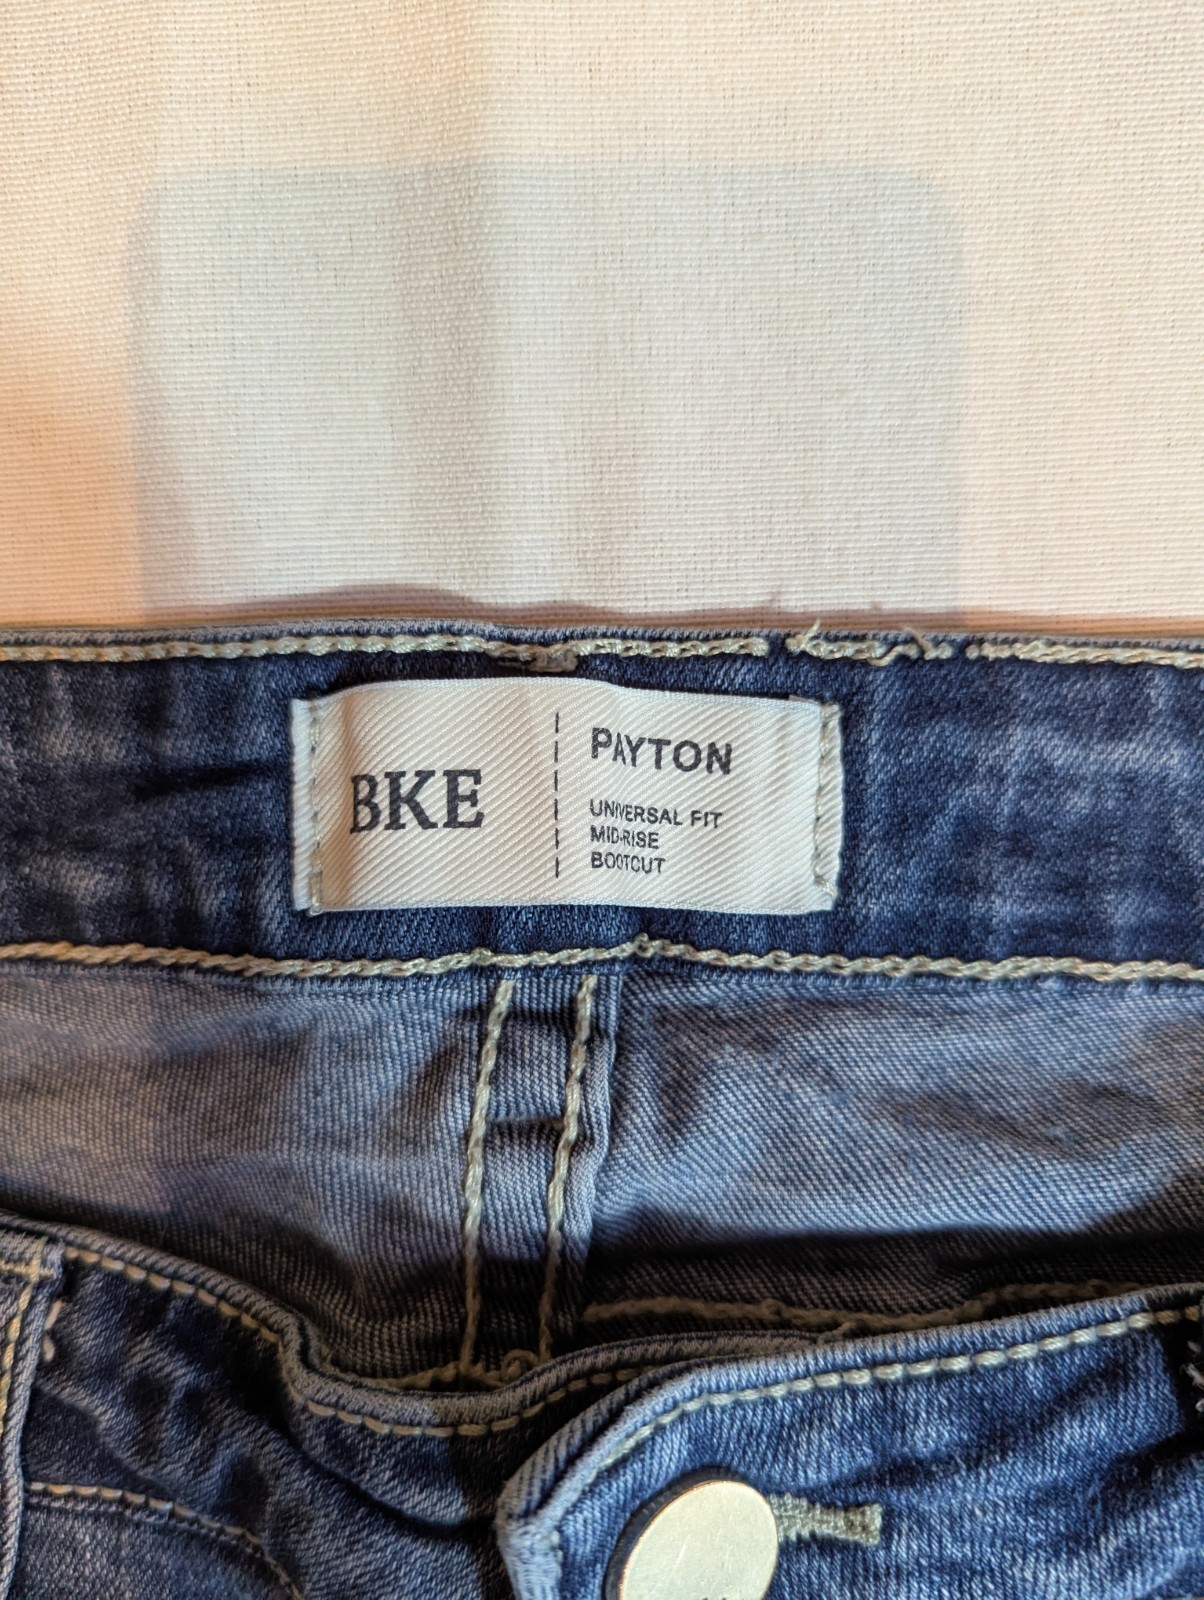 BKE
PAYTON
UNIVERSAL FIT
MID-RISE
BOOTCUT